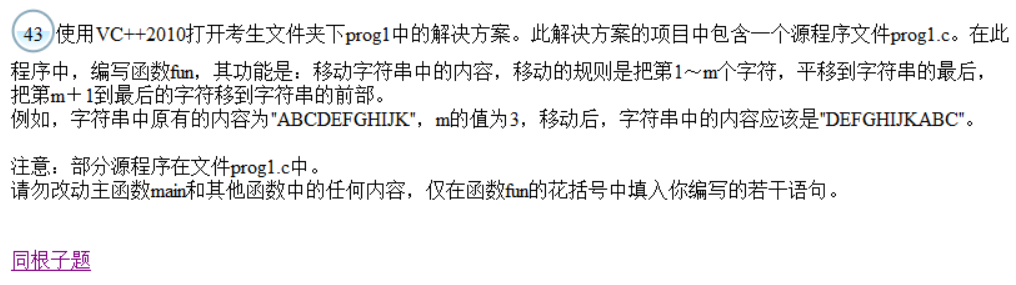 43 使用VC++2010打开考生文件夹下prog1中的解决方案。此解决方案的项目中包含一个源程序文件prog1.c。在此
程序中，编写函数fun，其功能是：移动字符串中的内容，移动的规则是把第1～m个字符，平移到字符串的最后，
把第m＋1到最后的字符移到字符串的前部。
例如，字符串中原有的内容为"ABCDEFGHIJK"，m的值为3，移动后，字符串中的内容应该是"DEFGHIJKABC"。
注意：部分源程序在文件prog1.c中。
请勿改动主函数main和其他函数中的任何内容，仅在函数fun的花括号中填入你编写的若干语句。
同根子题